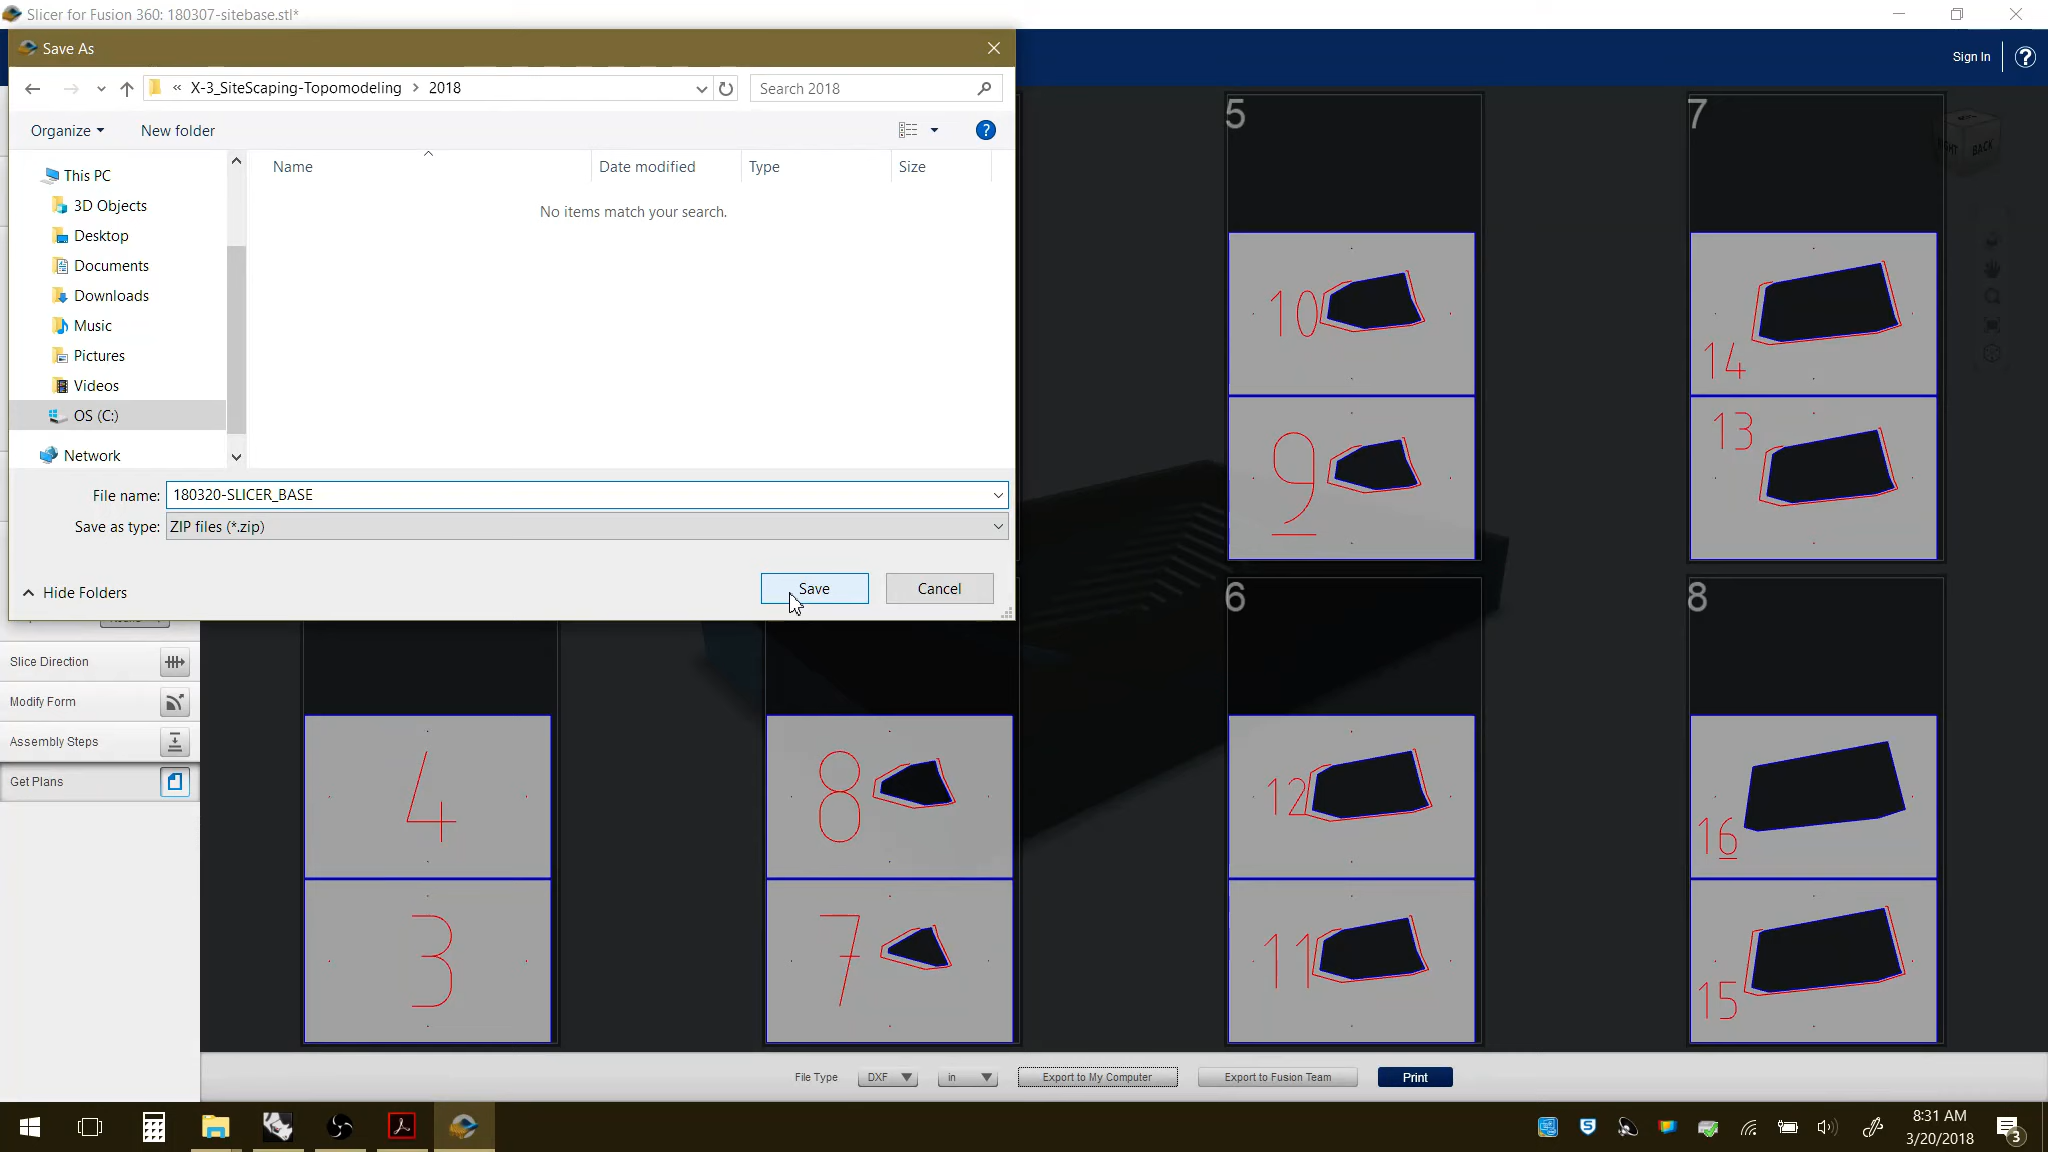 Slicer for Fusion 360: 180307-sitebase.stl*
Sign In
Save As
« X-3_SiteScaping-Topomodeling > 2018
Search 2018
Organize
New folder
Name
Date modified
Type
Size
No items match your search.
This PC
3D Objects
Desktop
Documents
Downloads
Music
Pictures
Videos
OS (C:)
Network
File name: 180320-SLICER_BASE
Save as type: ZIP files (*.zip)
Hide Folders
Save
Cancel
Slice Direction
Modify Form
Assembly Steps
Get Plans
5
10
9
7
14
13
4
3
8
7
6
12
11
8
16
15
BACK
File Type
DXF
in
Export to My Computer
Export to Fusion Team
Print
8:31 AM
3/20/2018
3